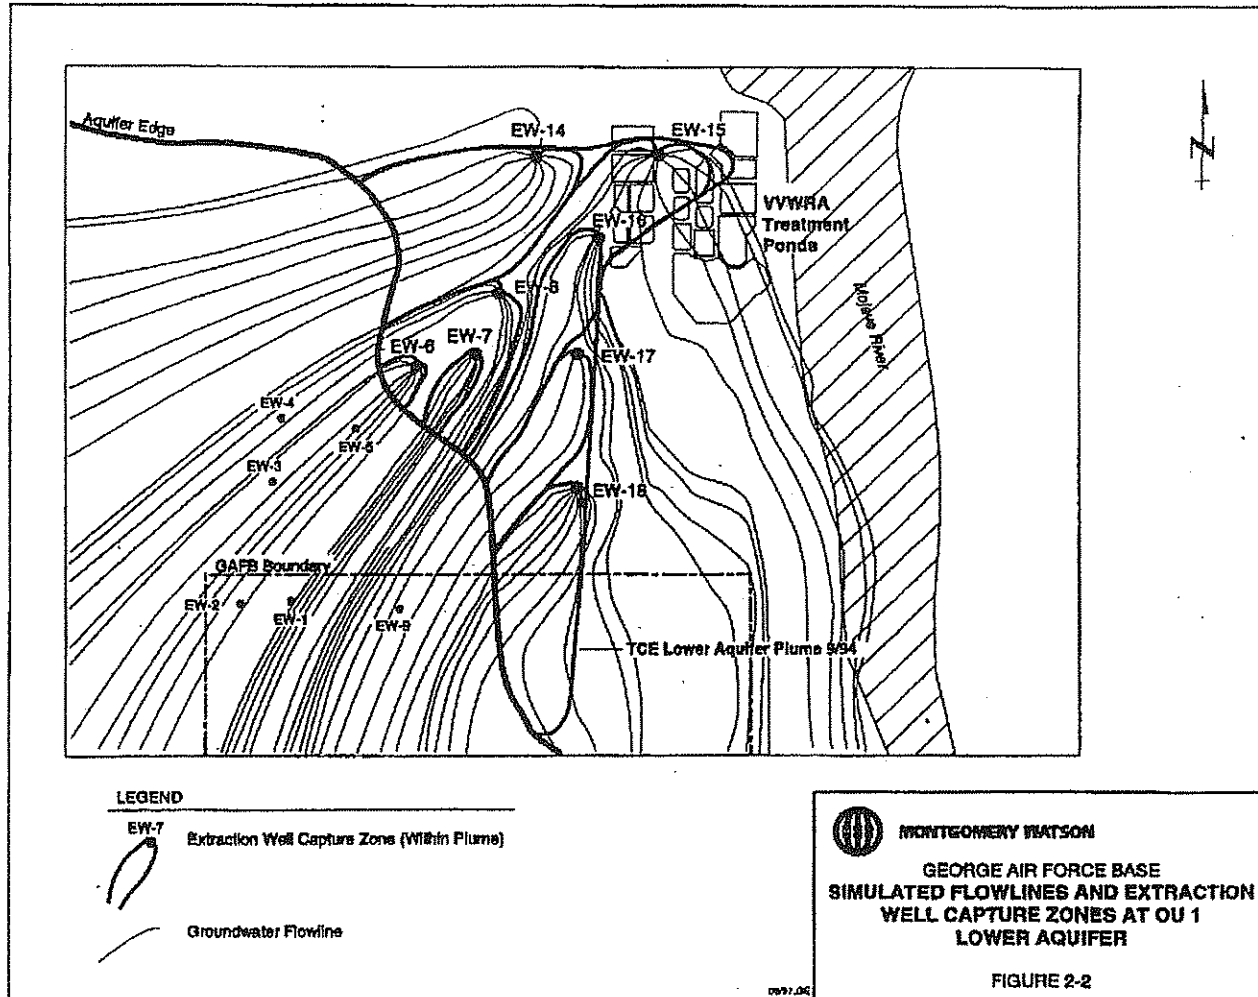 Aquifer Edge
EW-14
EW-15
N
EW-16
VVWRA
Treatment
Ponds
EW-8
Mojave River
EW-7
EW-6
EW-17
EW-4
EW-5
EW-3
EW-18
GAFB Boundary
EW-2
EW-1
EW-9
TCE Lower Aquifer Plume 9/94
LEGEND
EW-7
Extraction Well Capture Zone (Within Plume)
Groundwater Flowline
MONTGOMERY WATSON
GEORGE AIR FORCE BASE
SIMULATED FLOWLINES AND EXTRACTION
WELL CAPTURE ZONES AT OU 1
LOWER AQUIFER
FIGURE 2-2